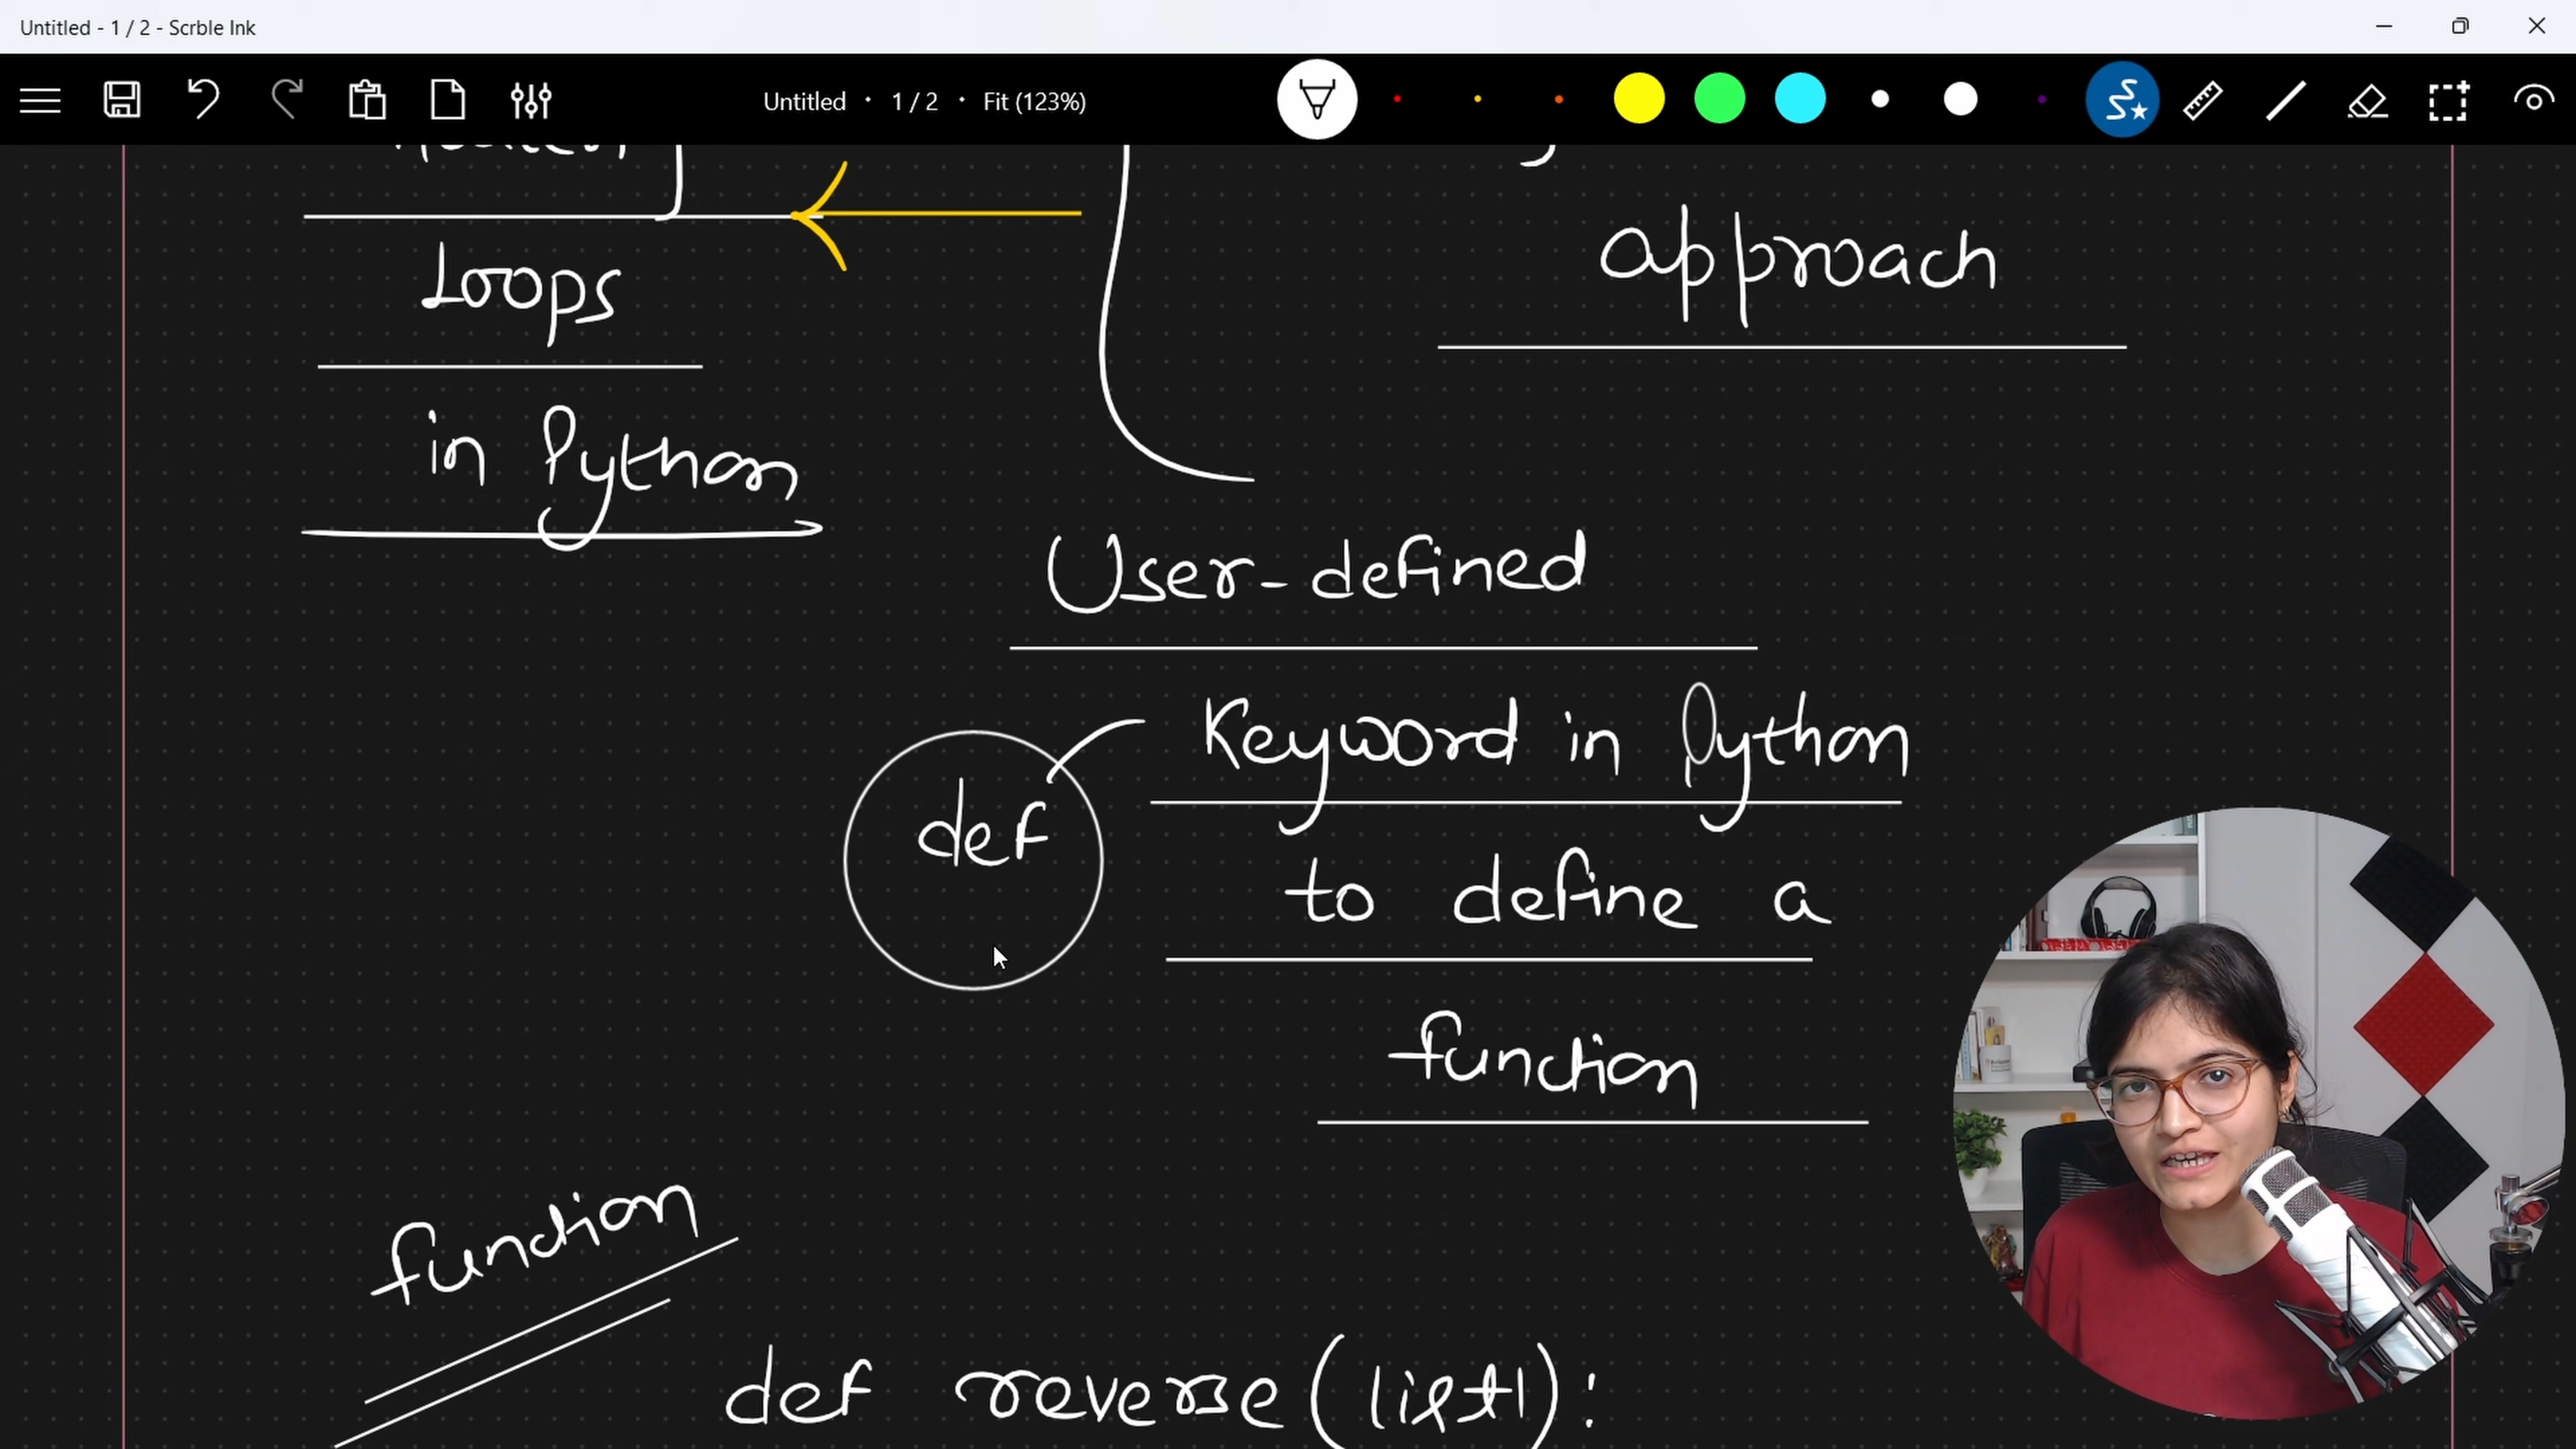 Untitled - 1 / 2 - Scrble Ink
Untitled • 1 / 2 • Fit (123%)
Loops
in Python
approach
User-defined
def
Keyword in Python
to define a
function
function
def reverse(list1):